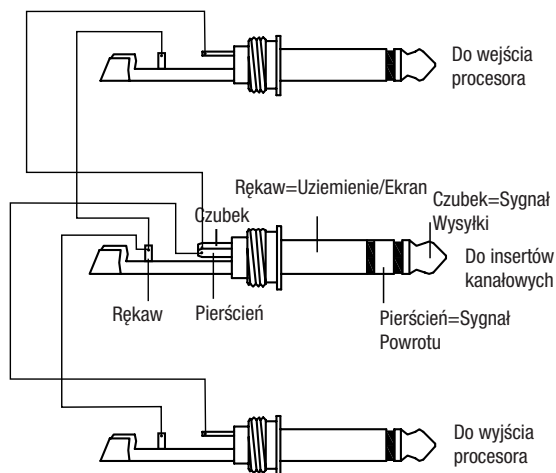 Do wejścia
procesora
Rękaw=Uziemienie/Ekran
Czubek
Czubek=Sygnał
Wysyłki
Do insertów
kanałowych
Rękaw
Pierścień
Pierścień=Sygnał
Powrotu
Do wyjścia
procesora